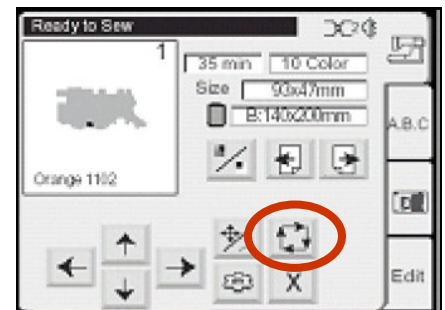 Ready to Sew
1
35 min 10 Color
Size 93x47mm
B:140x200mm
Orange 1102
A.B.C
X
Edit